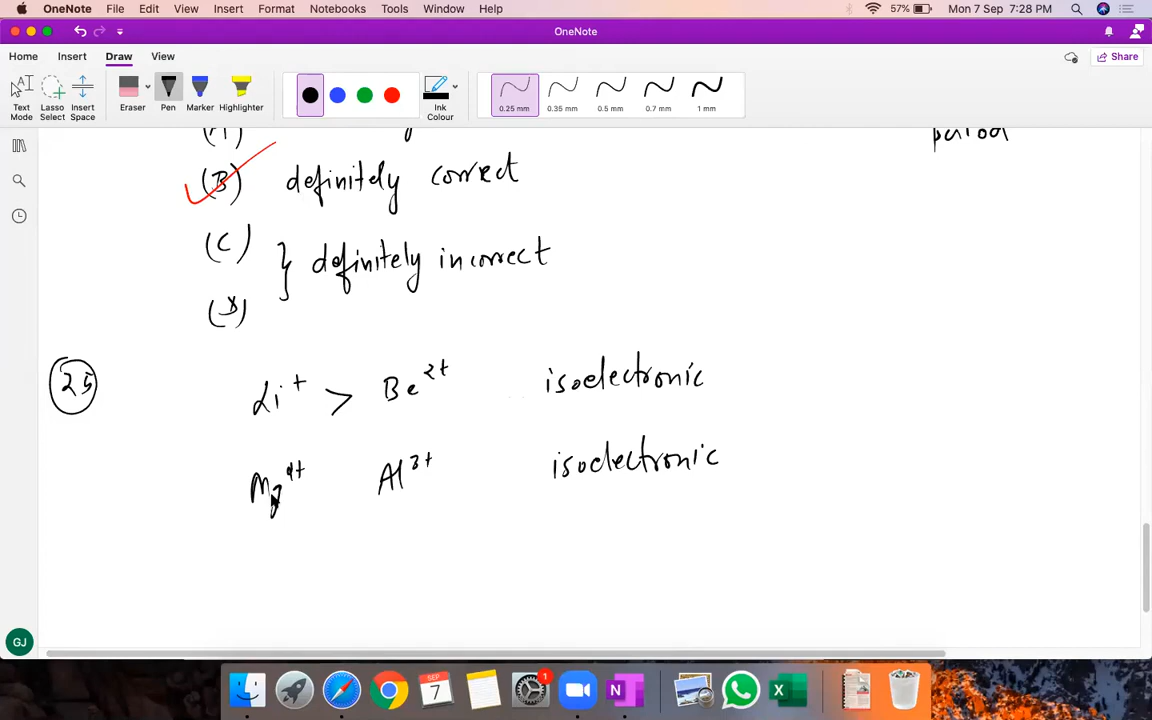 OneNote File Edit View Insert Format Notebooks Tools Window Help 57% Mon 7 Sep 7:28 PM
OneNote
Home Insert Draw View Share
Text Mode Lasso Select Insert Space Eraser Pen Marker Highlighter Ink Colour 0.25 mm 0.35 mm 0.5 mm 0.7 mm 1 mm
(A) period
(B) definitely correct
(C) } definitely incorrect
(D)
25 Li+ > Be2+ isoelectronic
Mg2+ Al3+ isoelectronic
GJ
SEP 7 1